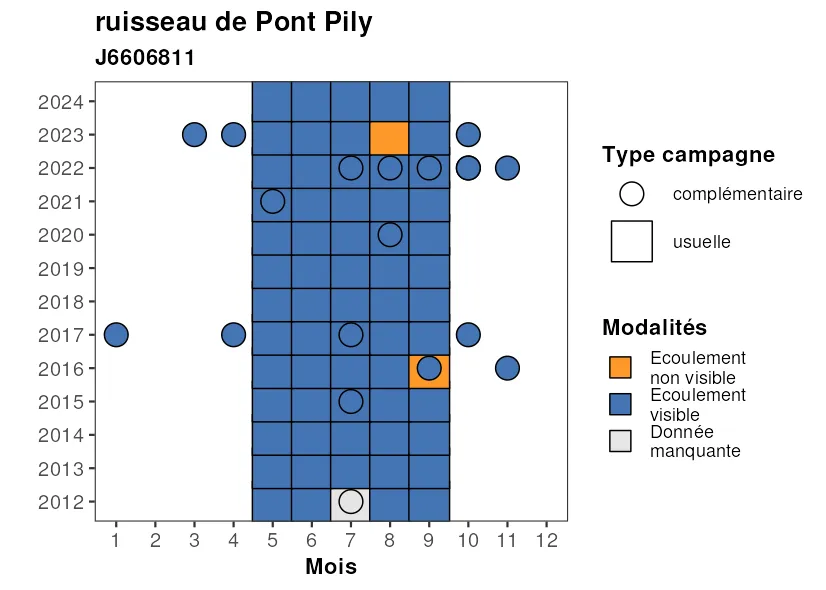 ruisseau de Pont Pily
J6606811
2024
2023
2022
2021
2020
2019
2018
2017
2016
2015
2014
2013
2012
1 2 3 4 5 6 7 8 9 10 11 12
Mois
Type campagne
complémentaire
usuelle
Modalités
Ecoulement
non visible
Ecoulement
visible
Donnée
manquante